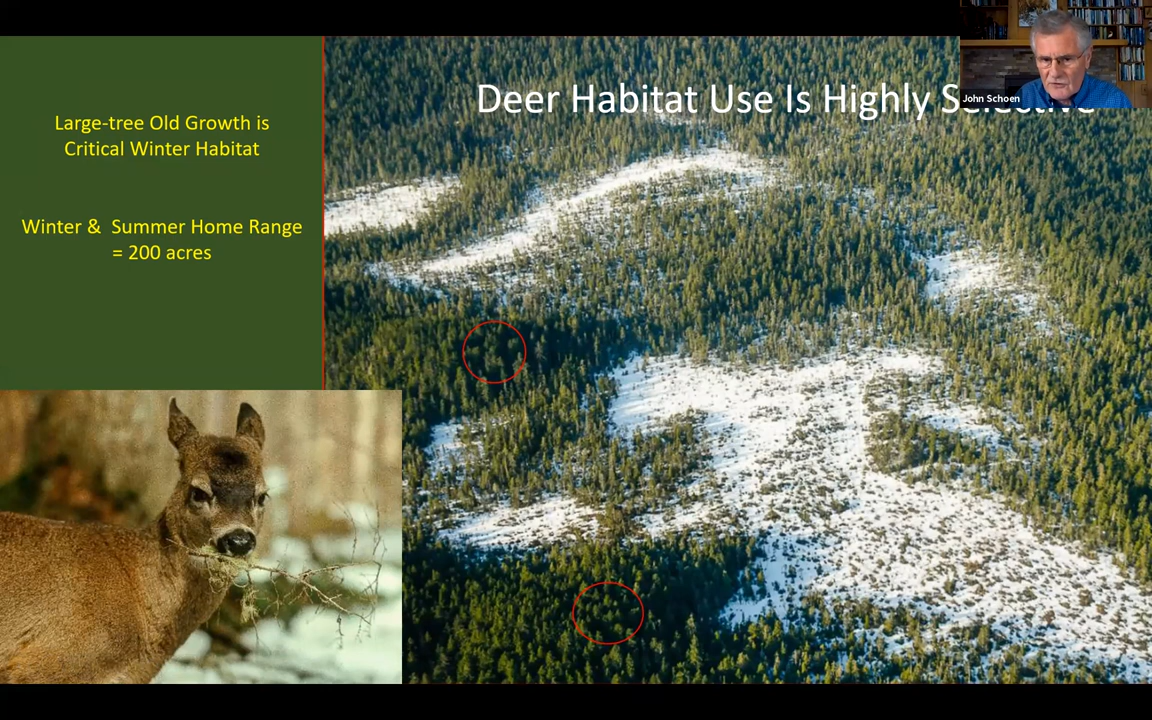 Deer Habitat Use Is Highly
John Schoen
Large-tree Old Growth is
Critical Winter Habitat
Winter & Summer Home Range
= 200 acres